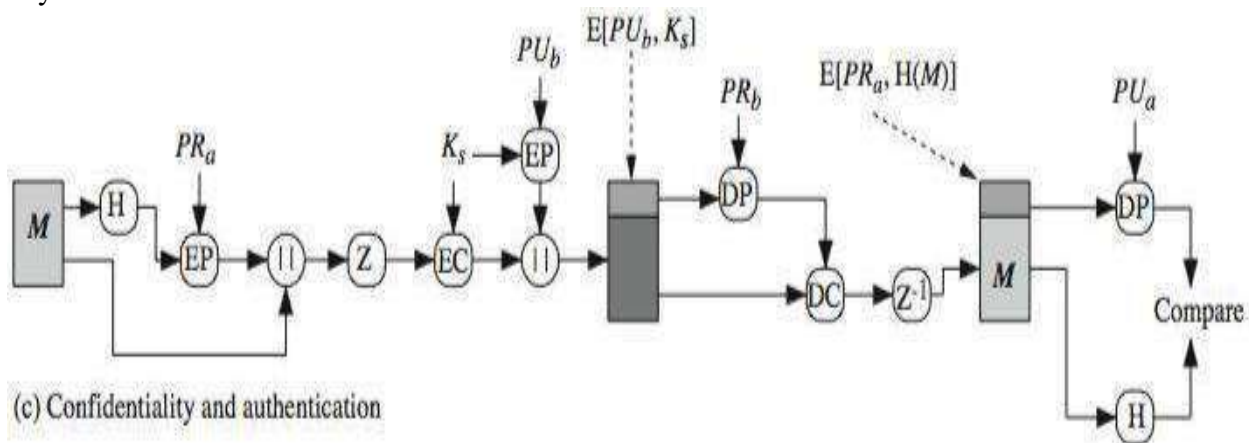 E[PU_b, K_s]
PU_b
PR_b
E[PR_a, H(M)]
PU_a
PR_a
K_s
EP
H
DP
DP
M
EP
||
Z
EC
||
DC
Z⁻¹
M
Compare
H
(c) Confidentiality and authentication